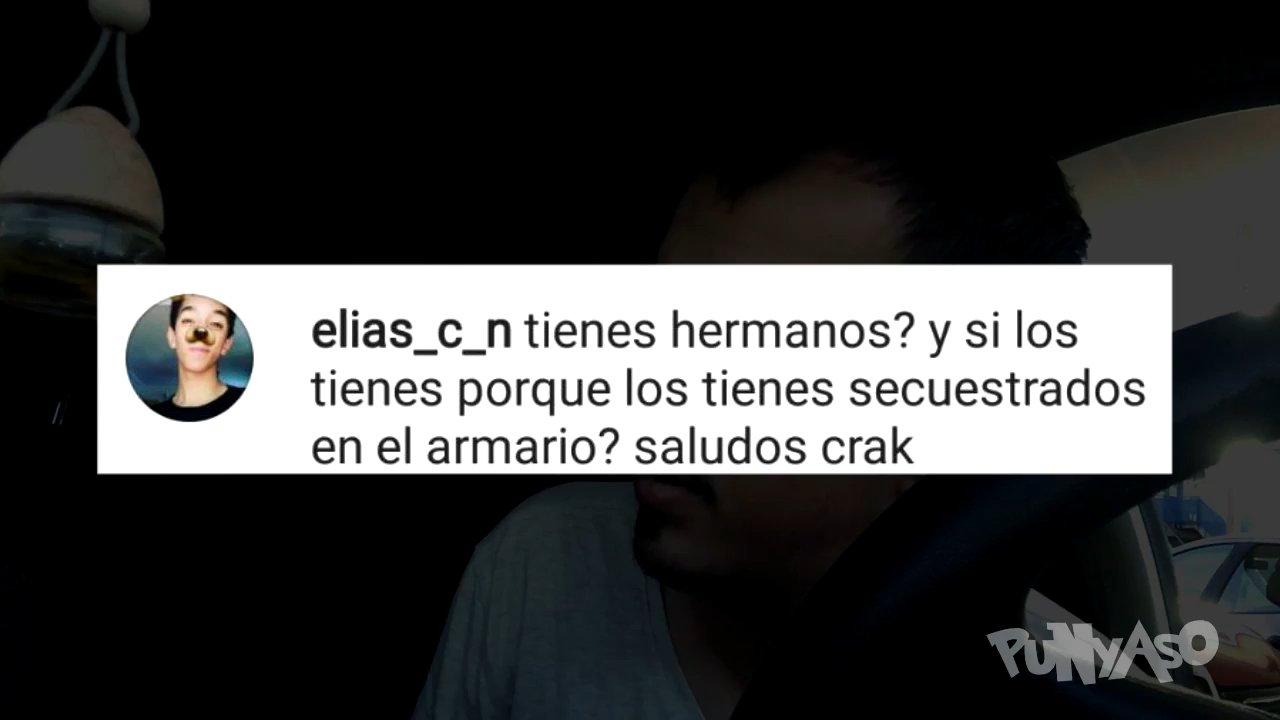 elias_c_n tienes hermanos? y si los
tienes porque los tienes secuestrados
en el armario? saludos crak
PUNYASO